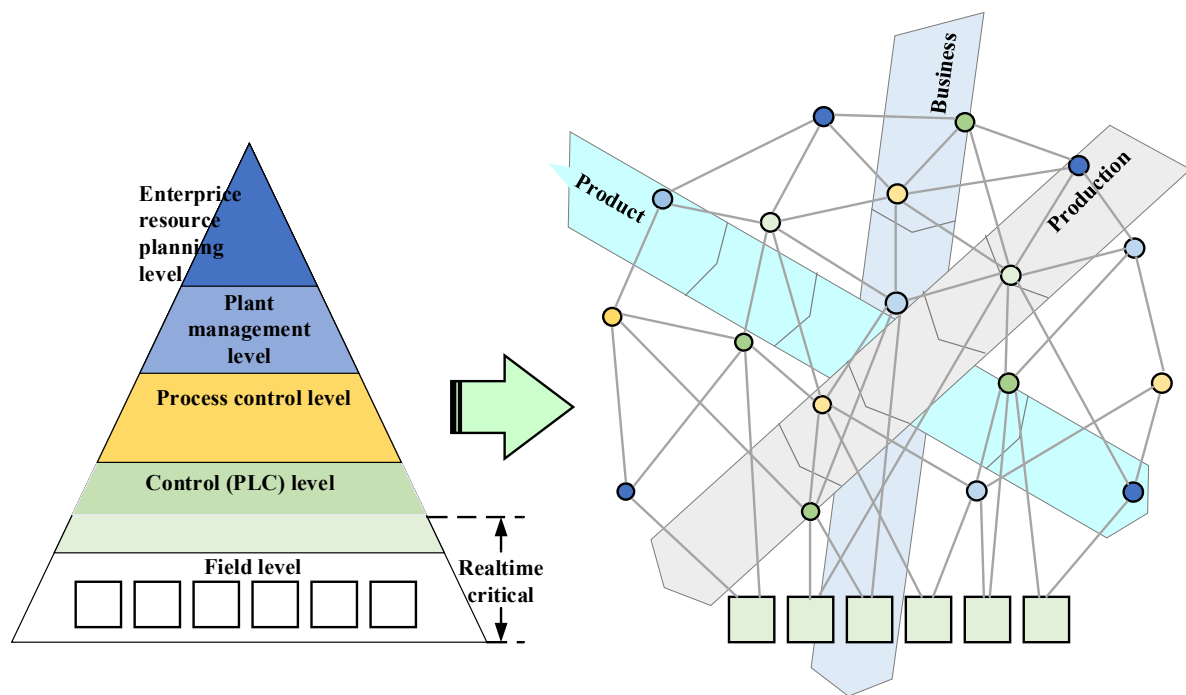 Enterprice
resource
planning
level
Plant
management
level
Process control level
Control (PLC) level
Field level
Realtime
critical
Product
Business
Production